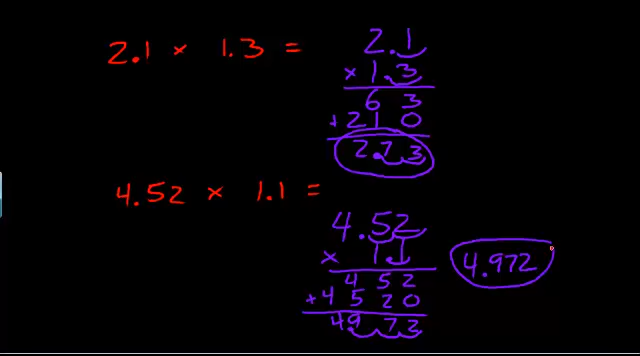 2.1 × 1.3 =
2.1
× 1.3
6 3
+ 2 1 0
2.7 3
4.52 × 1.1 =
4.52
× 1.1
4 5 2
+ 4 5 2 0
4 9 7 3
4.972